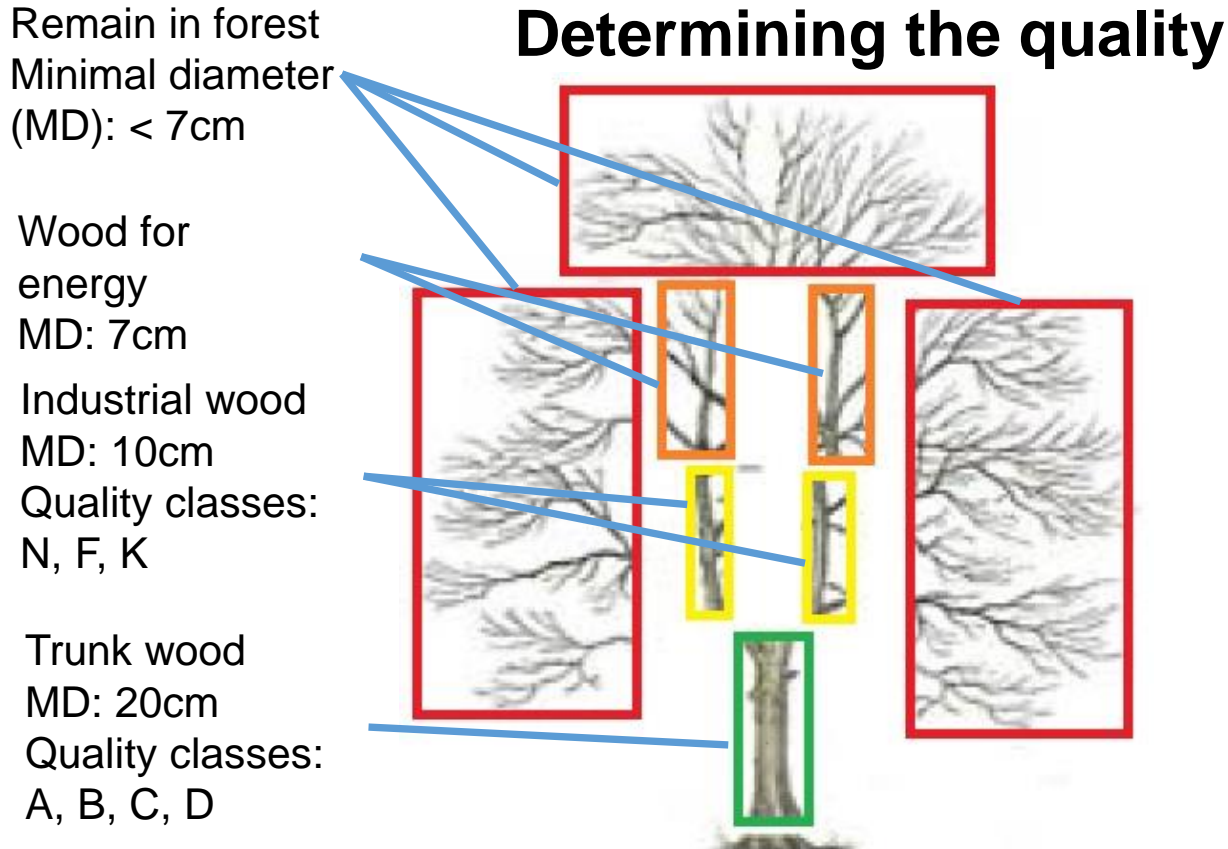 Determining the quality
Remain in forest
Minimal diameter
(MD): < 7cm
Wood for
energy
MD: 7cm
Industrial wood
MD: 10cm
Quality classes:
N, F, K
Trunk wood
MD: 20cm
Quality classes:
A, B, C, D